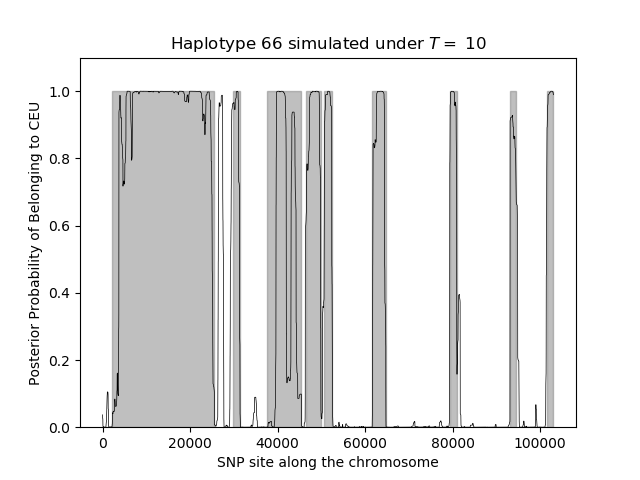 Haplotype 66 simulated under T = 10
Posterior Probability of Belonging to CEU
1.0
0.8
0.6
0.4
0.2
0.0
0 20000 40000 60000 80000 100000
SNP site along the chromosome